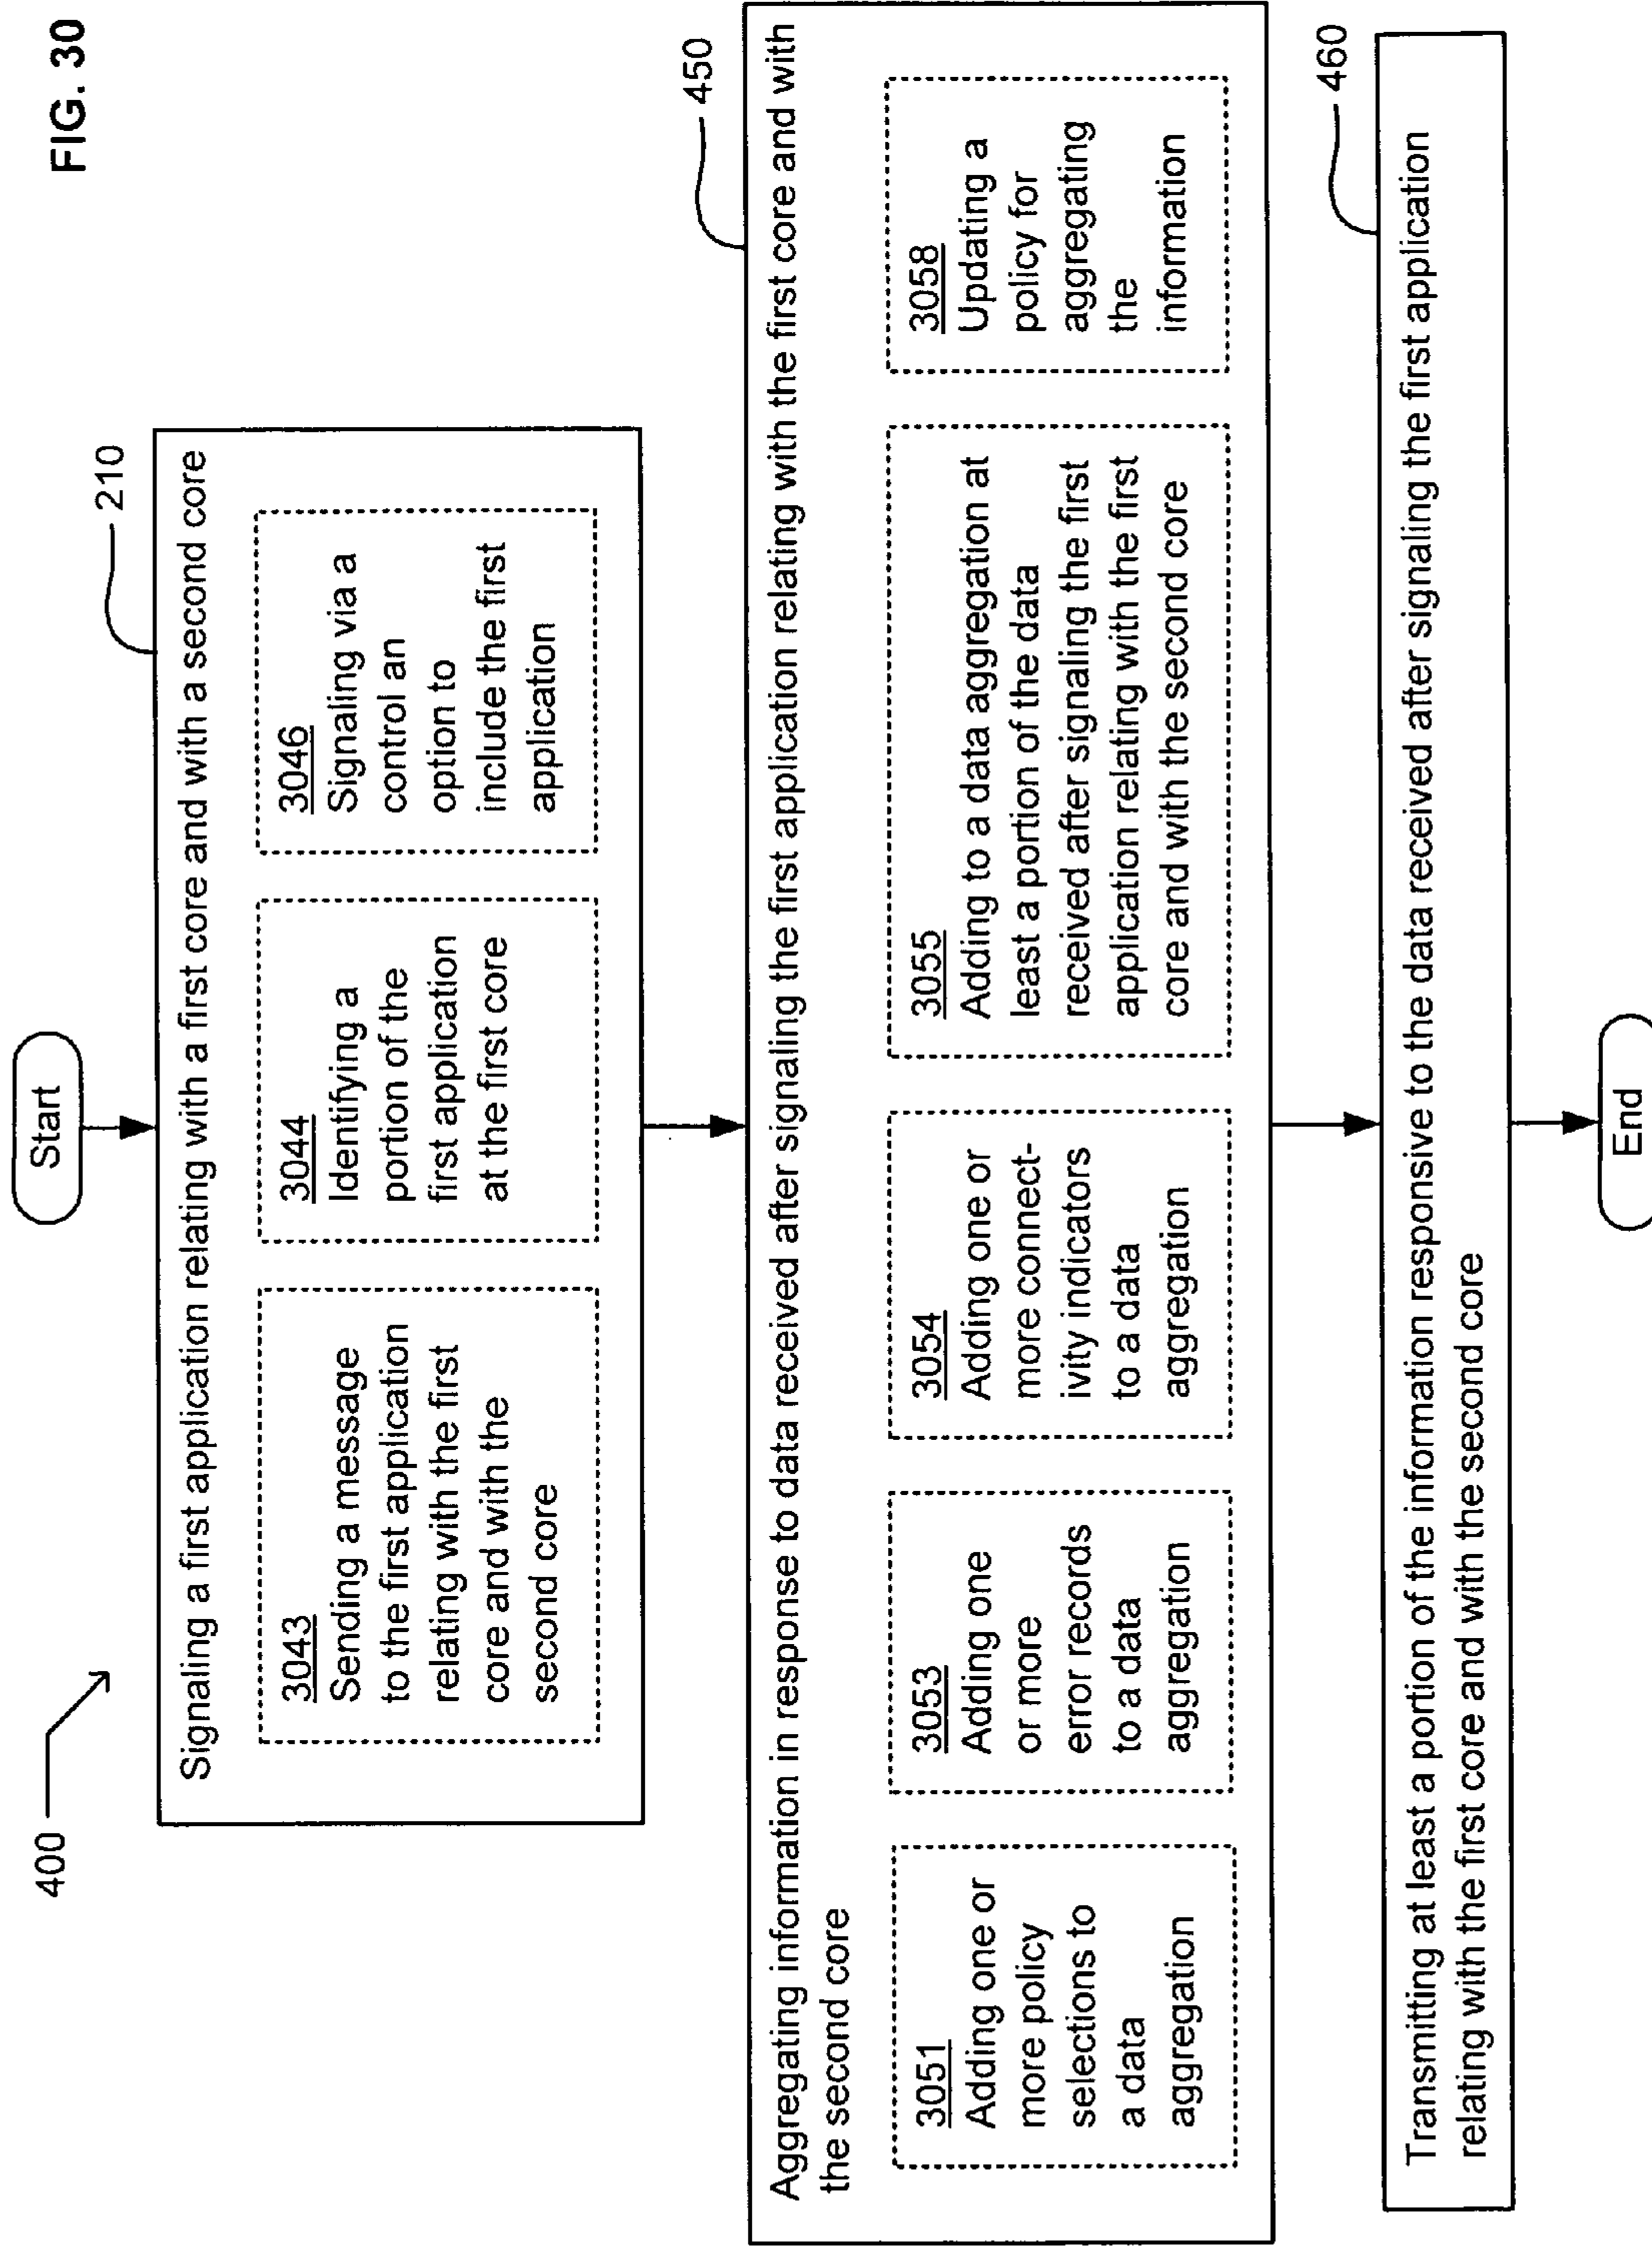 FIG. 30
400
Start
210
Signaling a first application relating with a first core and with a second core
3043
Sending a message
to the first application
relating with the first
core and with the
second core
3044
Identifying a
portion of the
first application
at the first core
3046
Signaling via a
control an
option to
include the first
application
450
Aggregating information in response to data received after signaling the first application relating with the first core and with
the second core
3051
Adding one or
more policy
selections to
a data
aggregation
3053
Adding one
or more
error records
to a data
aggregation
3054
Adding one or
more connect-
ivity indicators
to a data
aggregation
3055
Adding to a data aggregation at
least a portion of the data
received after signaling the first
application relating with the first
core and with the second core
3058
Updating a
policy for
aggregating
the
information
460
Transmitting at least a portion of the information responsive to the data received after signaling the first application
relating with the first core and with the second core
End